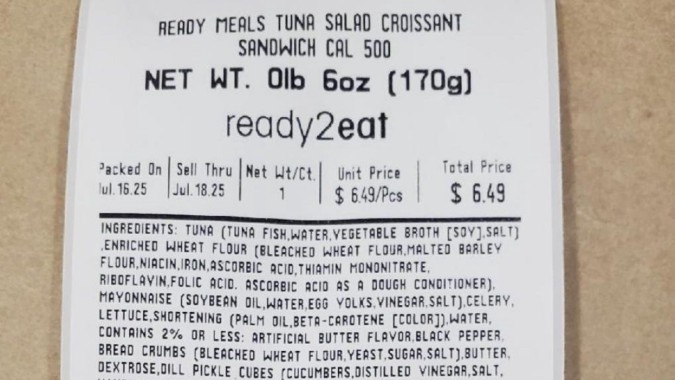 READY MEALS TUNA SALAD CROISSANT
SANDWICH CAL 500
NET WT. 0lb 6oz (170g)
ready2eat
Packed On Sell Thru Net Wt/Ct. Unit Price Total Price
Jul.16.25 Jul.18.25 1 $ 6.49/Pcs $ 6.49
INGREDIENTS: TUNA (TUNA FISH,WATER,VEGETABLE BROTH [SOY],SALT)
,ENRICHED WHEAT FLOUR (BLEACHED WHEAT FLOUR,MALTED BARLEY
FLOUR,NIACIN,IRON,ASCORBIC ACID,THIAMIN MONONITRATE,
RIBOFLAVIN,FOLIC ACID. ASCORBIC ACID AS A DOUGH CONDITIONER),
MAYONNAISE (SOYBEAN OIL,WATER,EGG YOLKS,VINEGAR,SALT),CELERY,
LETTUCE,SHORTENING (PALM OIL,BETA-CAROTENE [COLOR]),WATER,
CONTAINS 2% OR LESS: ARTIFICIAL BUTTER FLAVOR,BLACK PEPPER,
BREAD CRUMBS (BLEACHED WHEAT FLOUR,YEAST,SUGAR,SALT),BUTTER,
DEXTROSE,DILL PICKLE CUBES (CUCUMBERS,DISTILLED VINEGAR,SALT,